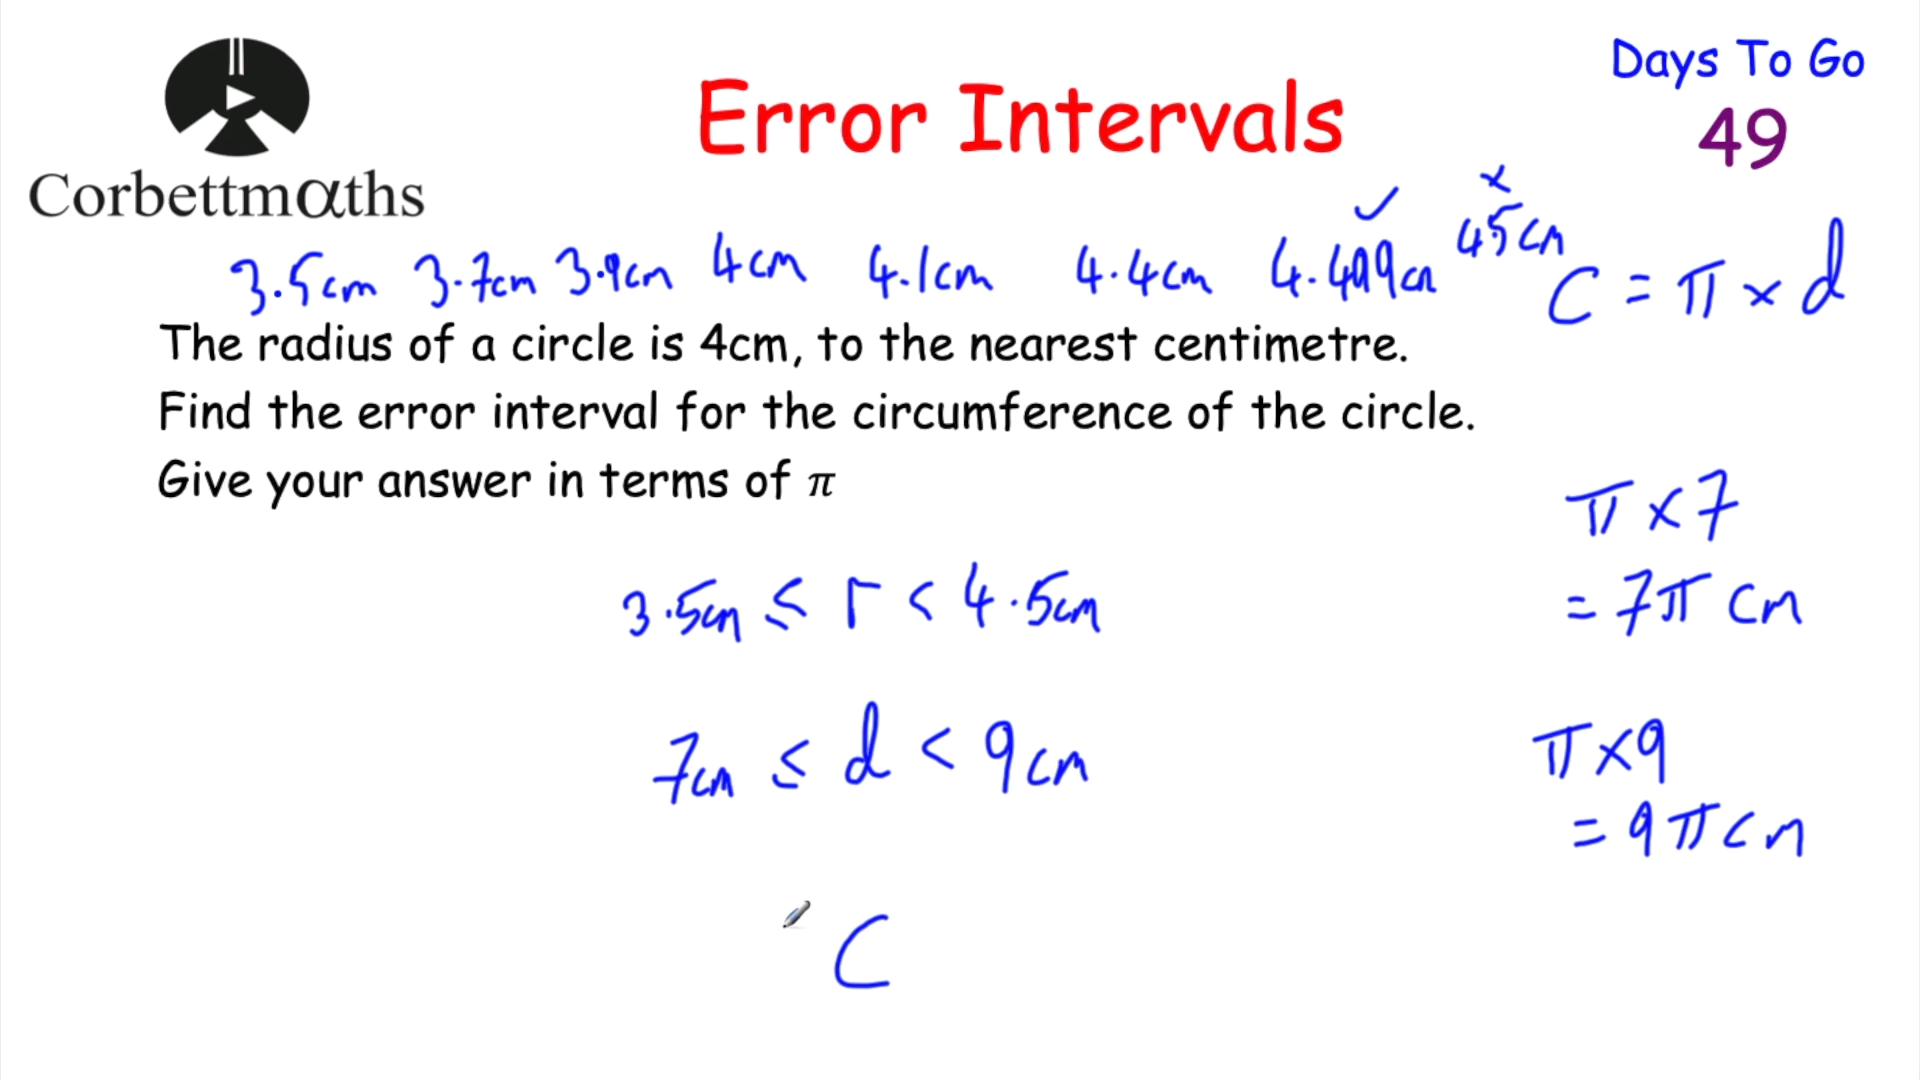 Corbettmαths
Error Intervals
Days To Go
49
✓ x
3.5cm 3.7cm 3.9cm 4cm 4.1cm 4.4cm 4.499cm 4.5cm
C = π x d
The radius of a circle is 4cm, to the nearest centimetre.
Find the error interval for the circumference of the circle.
Give your answer in terms of π
3.5cm ≤ r < 4.5cm
7cm ≤ d < 9cm
C
π x 7
= 7π cm
π x 9
= 9π cm